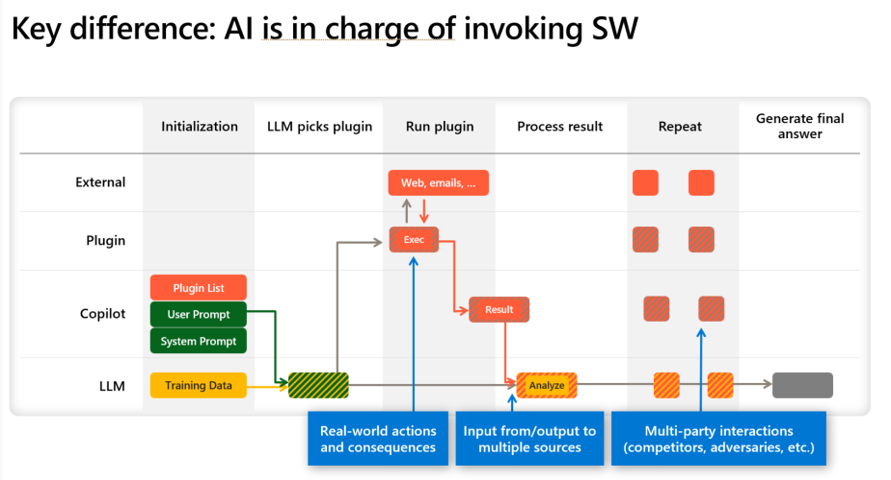 Key difference: AI is in charge of invoking SW
Initialization
LLM picks plugin
Run plugin
Process result
Repeat
Generate final
answer
External
Web, emails, ...
Plugin
Exec
Copilot
Plugin List
User Prompt
System Prompt
Result
LLM
Training Data
Analyze
Real-world actions
and consequences
Input from/output to
multiple sources
Multi-party interactions
(competitors, adversaries, etc.)